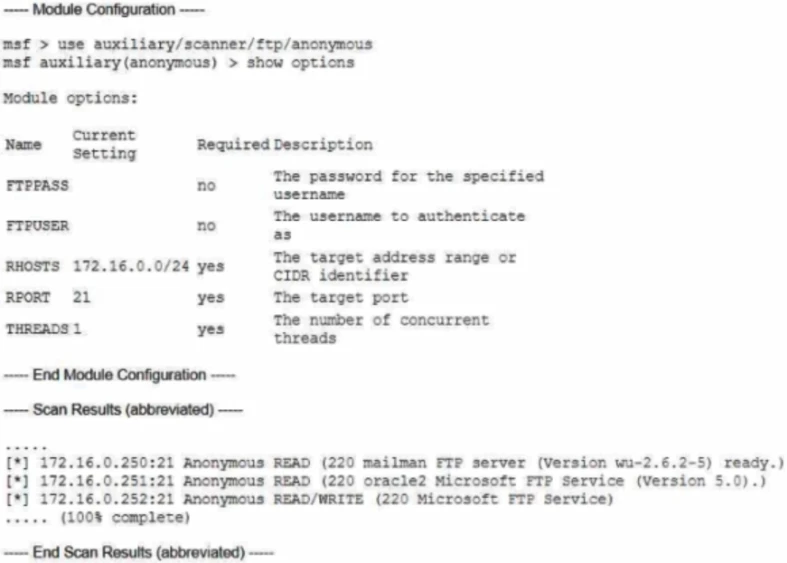 ----- Module Configuration -----
msf > use auxiliary/scanner/ftp/anonymous
msf auxiliary(anonymous) > show options
Module options:
Name Current Setting Required Description
FTPPASS no The password for the specified username
FTPUSER no The username to authenticate as
RHOSTS 172.16.0.0/24 yes The target address range or CIDR identifier
RPORT 21 yes The target port
THREADS 1 yes The number of concurrent threads
----- End Module Configuration -----
----- Scan Results (abbreviated) -----
.....
[*] 172.16.0.250:21 Anonymous READ (220 mailman FTP server (Version wu-2.6.2-5) ready.)
[*] 172.16.0.251:21 Anonymous READ (220 oracle2 Microsoft FTP Service (Version 5.0).)
[*] 172.16.0.252:21 Anonymous READ/WRITE (220 Microsoft FTP Service)
..... (100% complete)
----- End Scan Results (abbreviated) -----